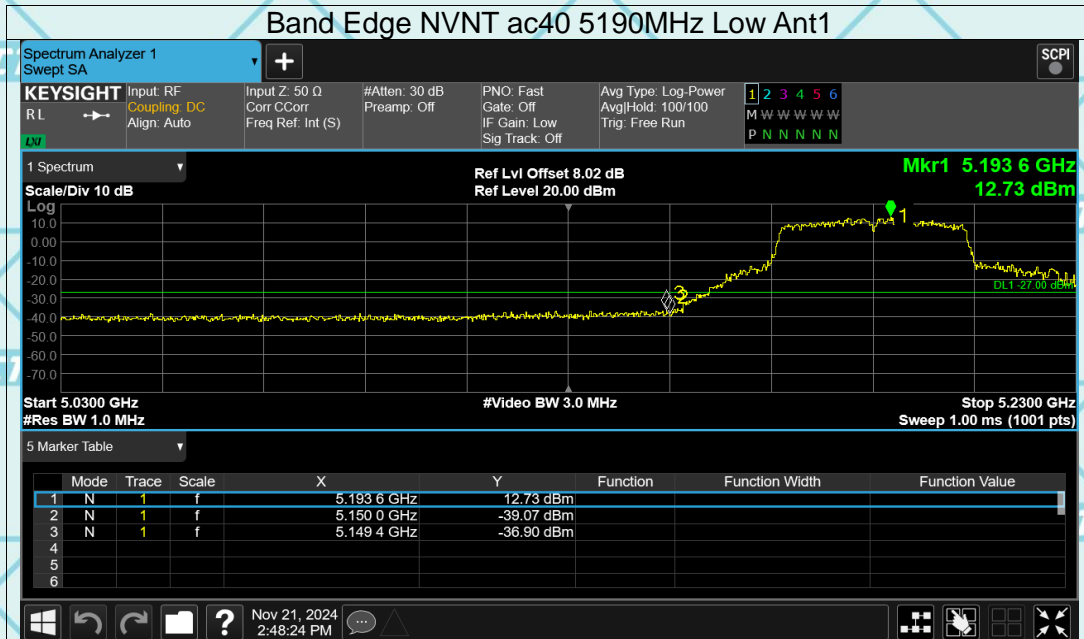 Band Edge NVNT ac40 5190MHz Low Ant1
Spectrum Analyzer 1
Swept SA
+
SCPI
KEYSIGHT
RL
LXI
Input: RF
Coupling: DC
Align: Auto
Input Z: 50 Ω
Corr CCorr
Freq Ref: Int (S)
#Atten: 30 dB
Preamp: Off
PNO: Fast
Gate: Off
IF Gain: Low
Sig Track: Off
Avg Type: Log-Power
Avg|Hold: 100/100
Trig: Free Run
1 2 3 4 5 6
M W W W W W
P N N N N N
1 Spectrum
Scale/Div 10 dB
Ref Lvl Offset 8.02 dB
Ref Level 20.00 dBm
Mkr1 5.193 6 GHz
12.73 dBm
Log
10.0
0.00
-10.0
-20.0
-30.0
-40.0
-50.0
-60.0
-70.0
1
3
DL1 -27.00 dBm
Start 5.0300 GHz
#Video BW 3.0 MHz
Stop 5.2300 GHz
#Res BW 1.0 MHz
Sweep 1.00 ms (1001 pts)
5 Marker Table
Mode Trace Scale X Y Function Function Width Function Value
1 N 1 f 5.193 6 GHz 12.73 dBm
2 N 1 f 5.150 0 GHz -39.07 dBm
3 N 1 f 5.149 4 GHz -36.90 dBm
4
5
6
?
Nov 21, 2024
2:48:24 PM